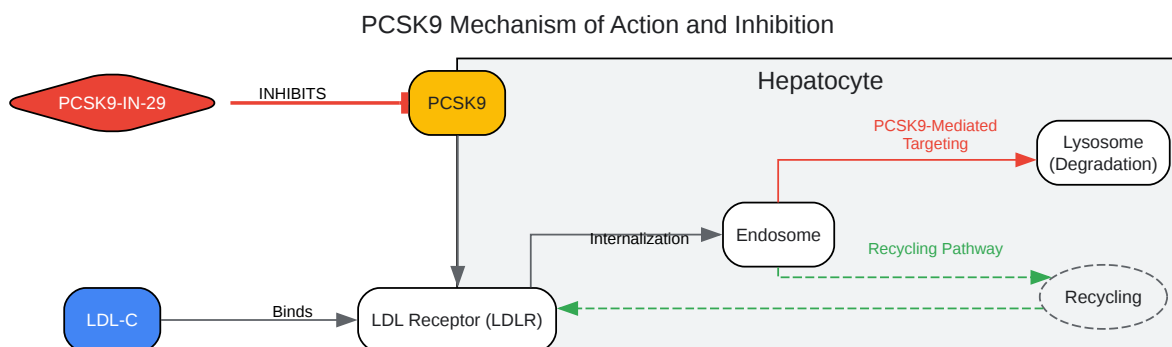 PCSK9 Mechanism of Action and Inhibition
Hepatocyte
PCSK9-IN-29
INHIBITS
PCSK9
PCSK9-Mediated
Targeting
Lysosome
(Degradation)
Internalization
Endosome
Recycling Pathway
Recycling
LDL-C
Binds
LDL Receptor (LDLR)